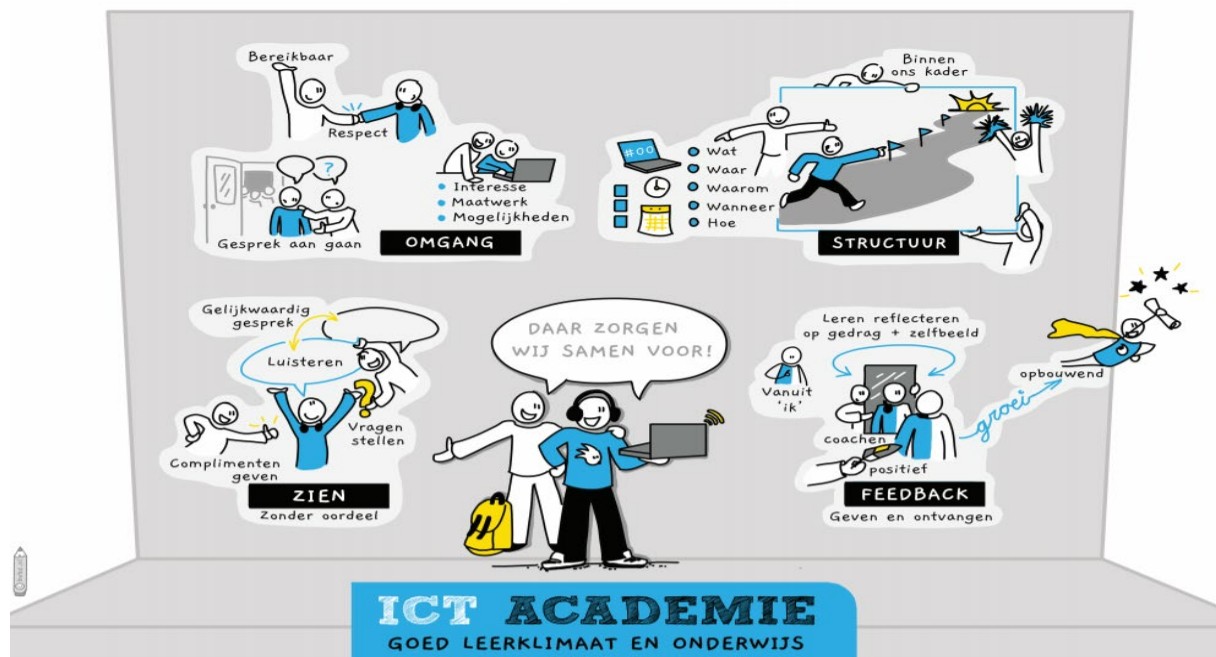 Bereikbaar
Respect
?
Gesprek aan gaan
Interesse
Maatwerk
Mogelijkheden
OMGANG
Binnen
ons kader
#00
Wat
Waar
Waarom
Wanneer
Hoe
STRUCTUUR
Gelijkwaardig
gesprek
Luisteren
?
Vragen
stellen
Complimenten
geven
ZIEN
Zonder oordeel
DAAR ZORGEN
WIJ SAMEN VOOR!
Leren reflecteren
op gedrag + zelfbeeld
Vanuit
'ik'
coachen
positief
FEEDBACK
Geven en ontvangen
groei
opbouwend
ICT ACADEMIE
GOED LEERKLIMAAT EN ONDERWIJS